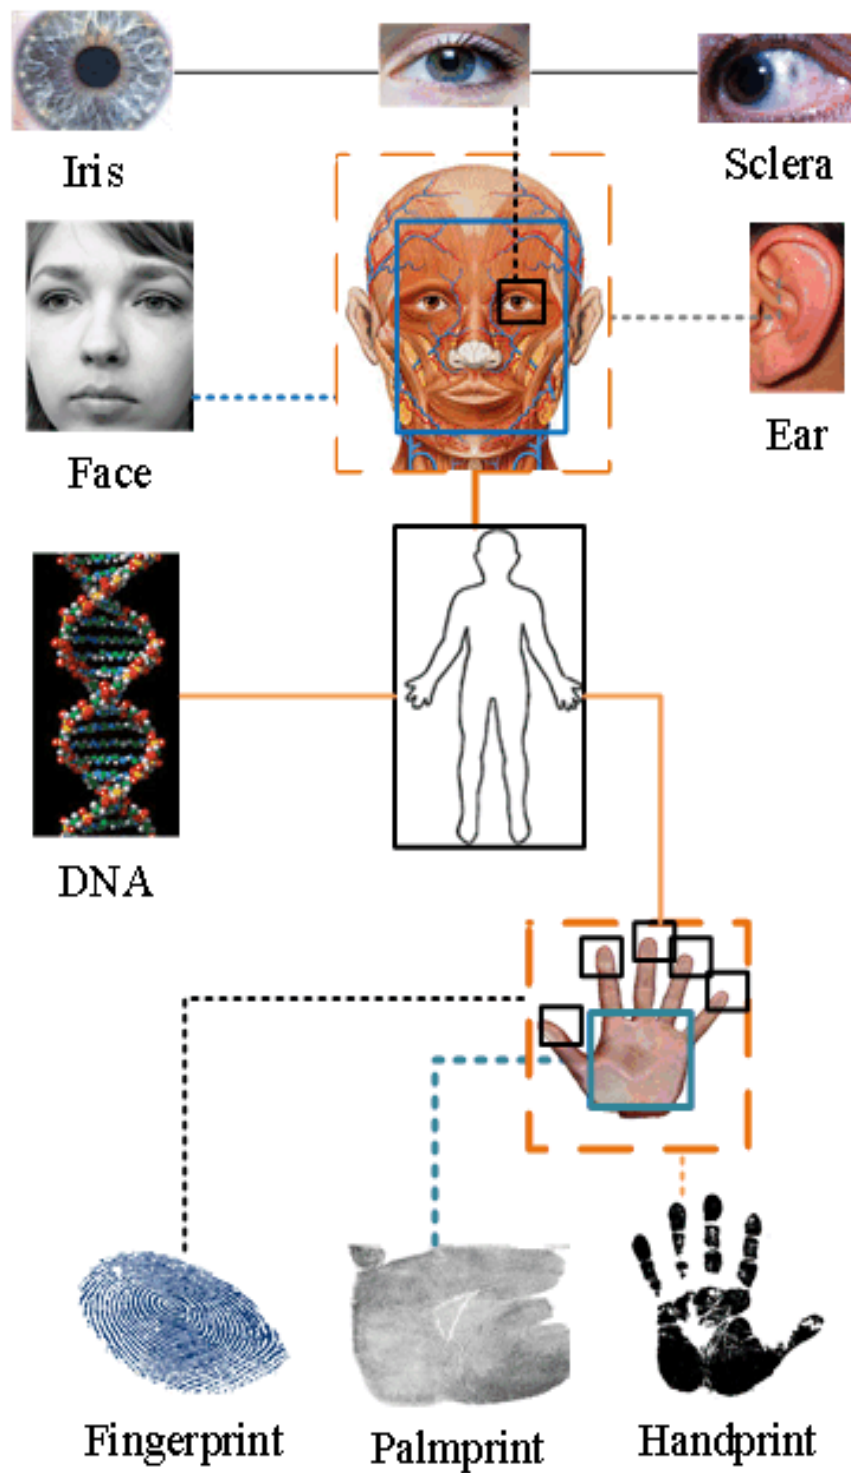 Iris
Sclera
Face
Ear
DNA
Fingerprint
Palmprint
Handprint